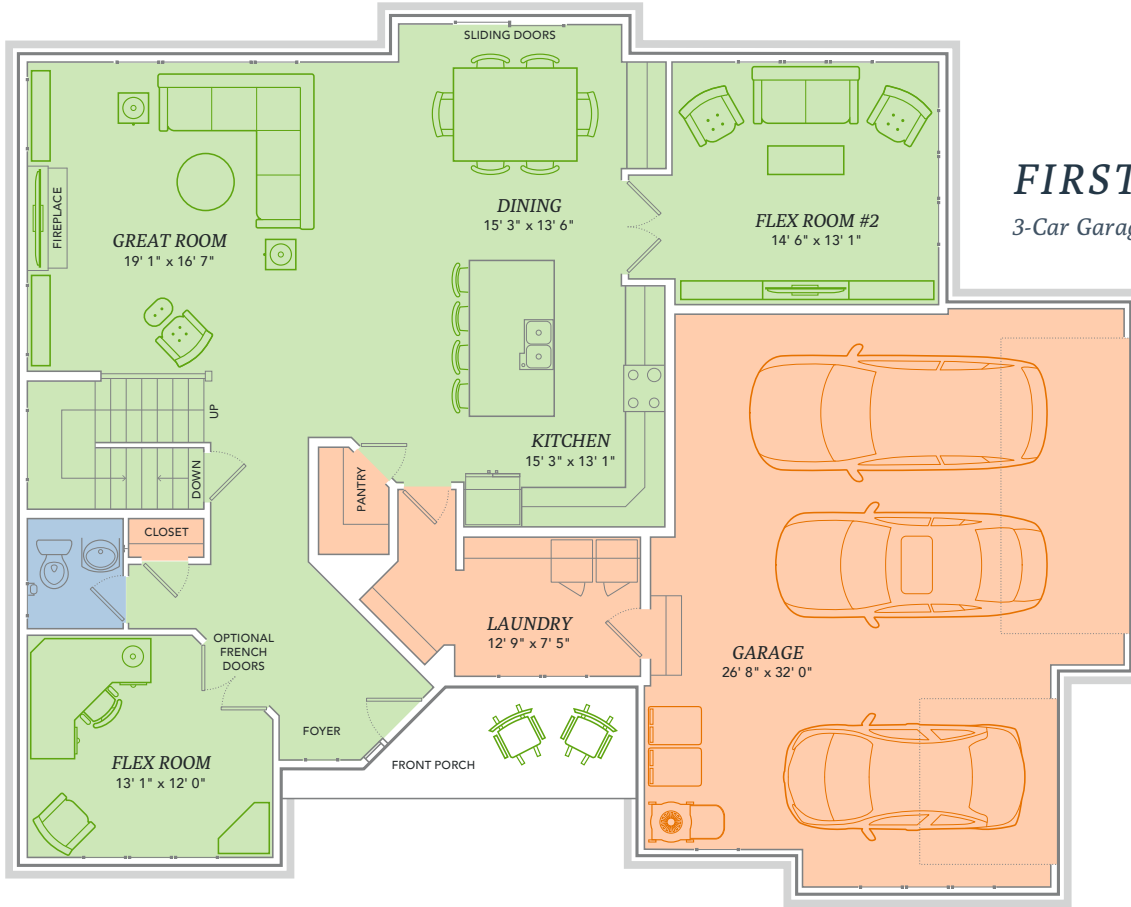 SLIDING DOORS
FIRST
3-Car Garag
DINING
15' 3" x 13' 6"
FLEX ROOM #2
14' 6" x 13' 1"
FIREPLACE
GREAT ROOM
19' 1" x 16' 7"
UP
KITCHEN
15' 3" x 13' 1"
DOWN
PANTRY
CLOSET
LAUNDRY
12' 9" x 7' 5"
OPTIONAL
FRENCH
DOORS
GARAGE
26' 8" x 32' 0"
FOYER
FRONT PORCH
FLEX ROOM
13' 1" x 12' 0"